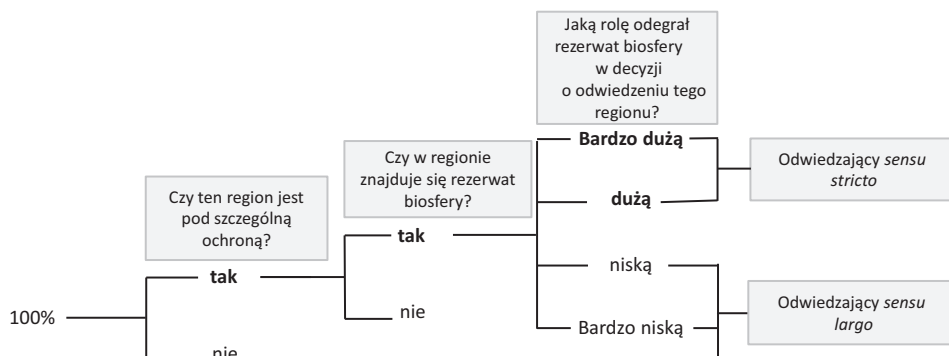 Jaką rolę odegrał
rezerwat biosfery
w decyzji
o odwiedzeniu tego
regionu?
Bardzo dużą
Czy w regionie
znajduje się rezerwat
biosfery?
Odwiedzający sensu
stricto
Czy ten region jest
pod szczególną
ochroną?
dużą
tak
niską
tak
Odwiedzający sensu
largo
100%
nie
Bardzo niską
nie